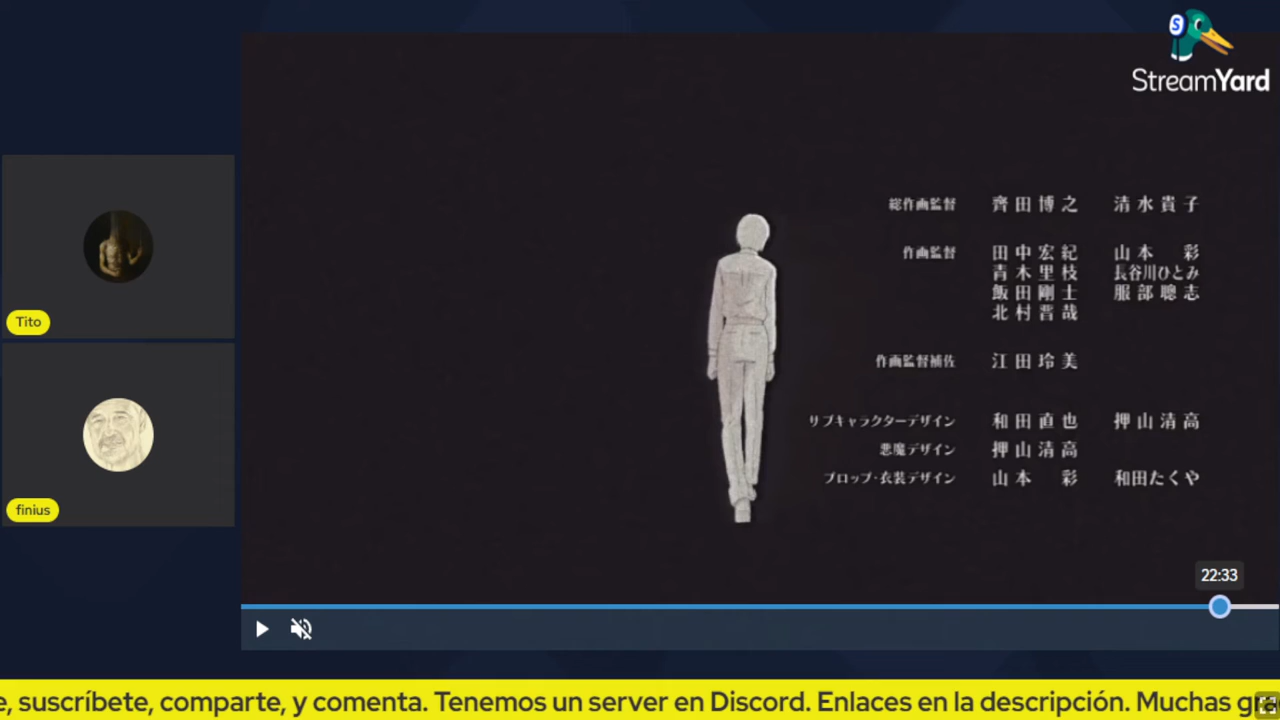 StreamYard
総作画監督 齊田博之 清水貴子
作画監督 田中宏紀 山本 彩
青木里枝 長谷川ひとみ
飯田剛士 服部聰志
北村晋哉
作画監督補佐 江田玲美
サブキャラクターデザイン 和田直也 押山清高
悪魔デザイン 押山清高
プロップ・衣装デザイン 山本 彩 和田たくや
Tito
finius
22:33
e, suscríbete, comparte, y comenta. Tenemos un server en Discord. Enlaces en la descripción. Muchas gra